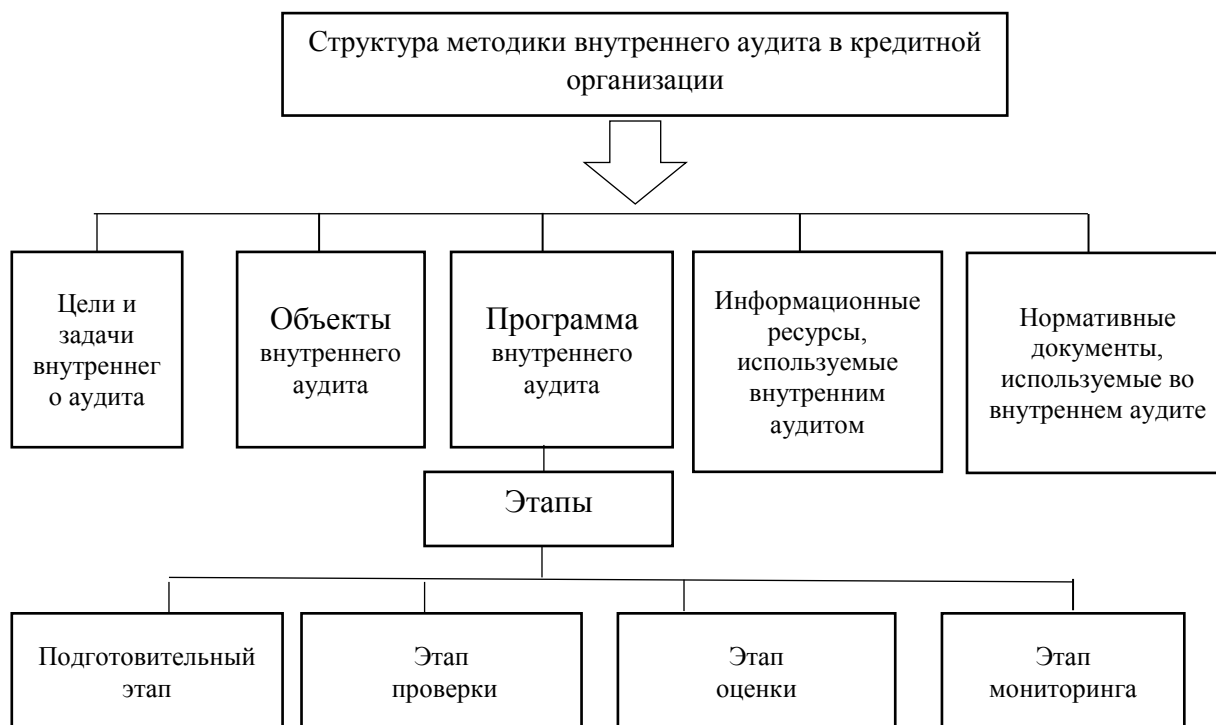 Структура методики внутреннего аудита в кредитной
организации
Цели и
задачи
внутреннег
о аудита
Объекты
внутреннего
аудита
Программа
внутреннего
аудита
Информационные
ресурсы,
используемые
внутренним
аудитом
Нормативные
документы,
используемые во
внутреннем аудите
Этапы
Подготовительный
этап
Этап
проверки
Этап
оценки
Этап
мониторинга